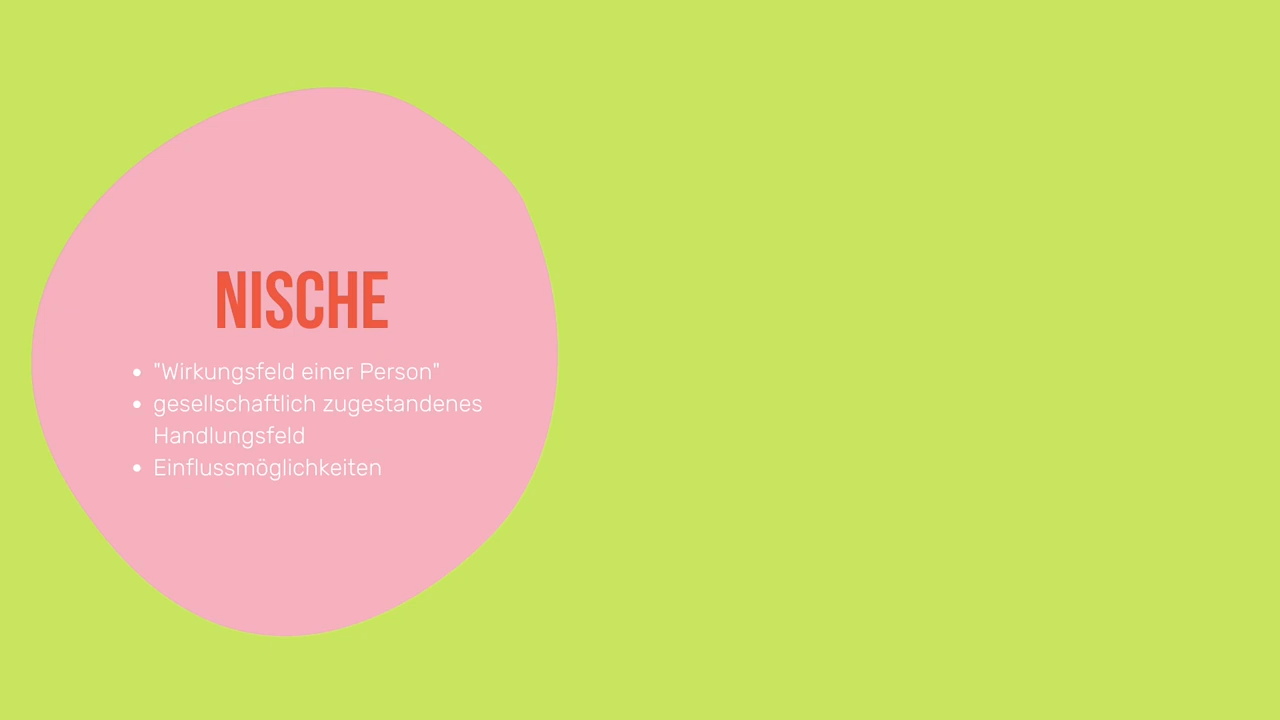 NISCHE
• "Wirkungsfeld einer Person"
• gesellschaftlich zugestandenes
Handlungsfeld
• Einflussmöglichkeiten